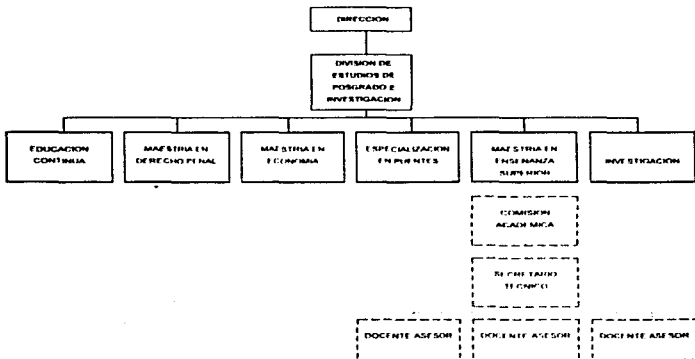 DIRECCION
DIVISION DE
ESTUDIOS DE
POSGRADO E
INVESTIGACION
EDUCACION
CONTINUA
MAESTRIA EN
DERECHO PENAL
MAESTRIA EN
ECONOMIA
ESPECIALIZACION
EN PUENTES
MAESTRIA EN
ENSEÑANZA
SUPERIOR
INVESTIGACION
COMISION
ACADEMICA
SECRETARIO
TECNICO
DOCENTE ASESOR
DOCENTE ASESOR
DOCENTE ASESOR